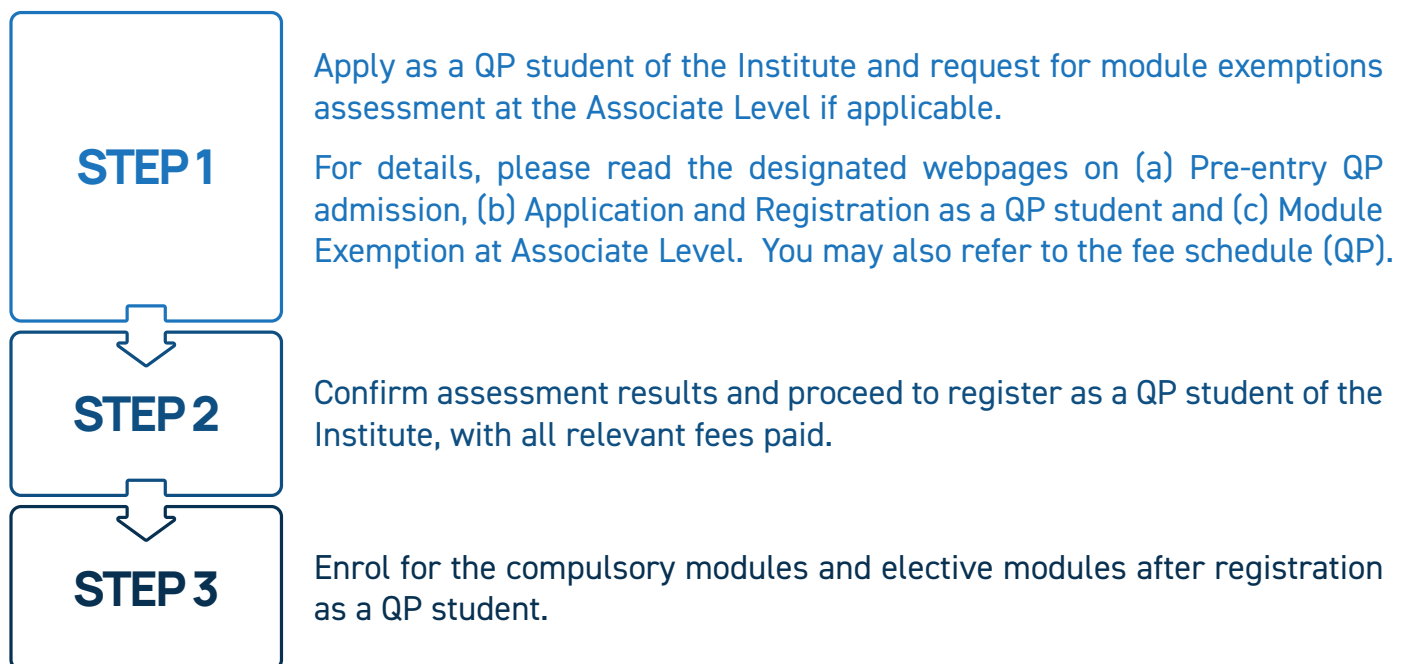 STEP 1
Apply as a QP student of the Institute and request for module exemptions
assessment at the Associate Level if applicable.
For details, please read the designated webpages on (a) Pre-entry QP
admission, (b) Application and Registration as a QP student and (c) Module
Exemption at Associate Level. You may also refer to the fee schedule (QP).
STEP 2
Confirm assessment results and proceed to register as a QP student of the
Institute, with all relevant fees paid.
STEP 3
Enrol for the compulsory modules and elective modules after registration
as a QP student.